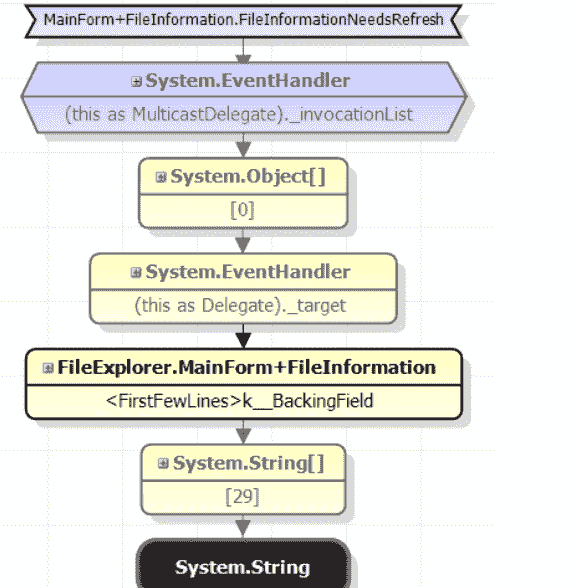 MainForm+FileInformation.FileInformationNeedsRefresh
System.EventHandler
(this as MulticastDelegate)._invocationList
System.Object[]
[0]
System.EventHandler
(this as Delegate)._target
FileExplorer.MainForm+FileInformation
<FirstFewLines>k__BackingField
System.String[]
[29]
System.String